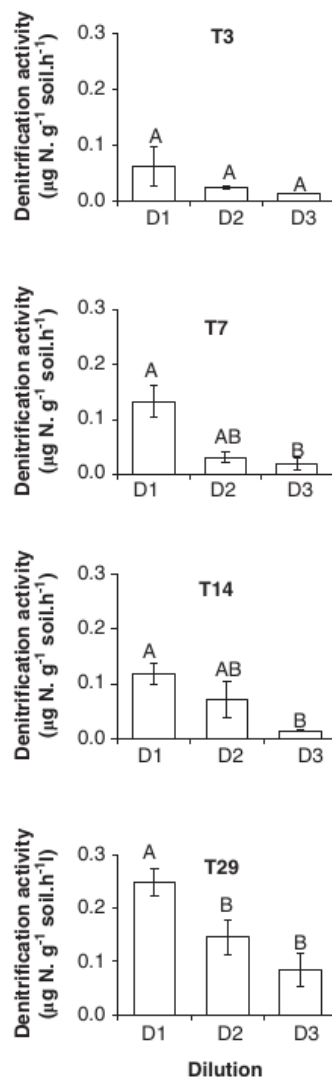 Denitrification activity
(µg N. g⁻¹ soil.h⁻¹)
T3
0.3
0.2
0.1
0.0
A
A
A
D1 D2 D3
Denitrification activity
(µg N. g⁻¹ soil.h⁻¹)
T7
0.3
0.2
0.1
0.0
A
AB
B
D1 D2 D3
Denitrification activity
(µg N. g⁻¹ soil.h⁻¹)
T14
0.3
0.2
0.1
0.0
A
AB
B
D1 D2 D3
Denitrification activity
(µg N. g⁻¹ soil.h⁻¹l)
T29
0.3
0.2
0.1
0.0
A
B
B
D1 D2 D3
Dilution